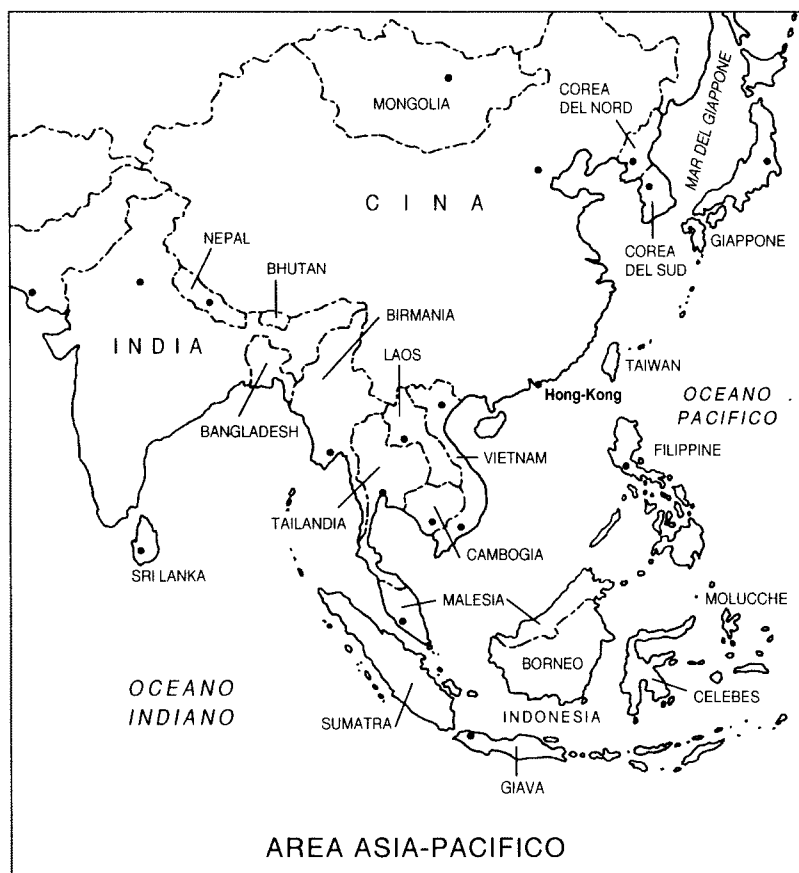 MONGOLIA
COREA
DEL NORD
MAR DEL GIAPPONE
CINA
NEPAL
BHUTAN
COREA
DEL SUD
GIAPPONE
BIRMANIA
INDIA
LAOS
TAIWAN
Hong-Kong
OCEANO
PACIFICO
BANGLADESH
VIETNAM
FILIPPINE
TAILANDIA
CAMBOGIA
SRI LANKA
MALESIA
MOLUCCHE
BORNEO
OCEANO
INDIANO
CELEBES
SUMATRA
INDONESIA
GIAVA
AREA ASIA-PACIFICO